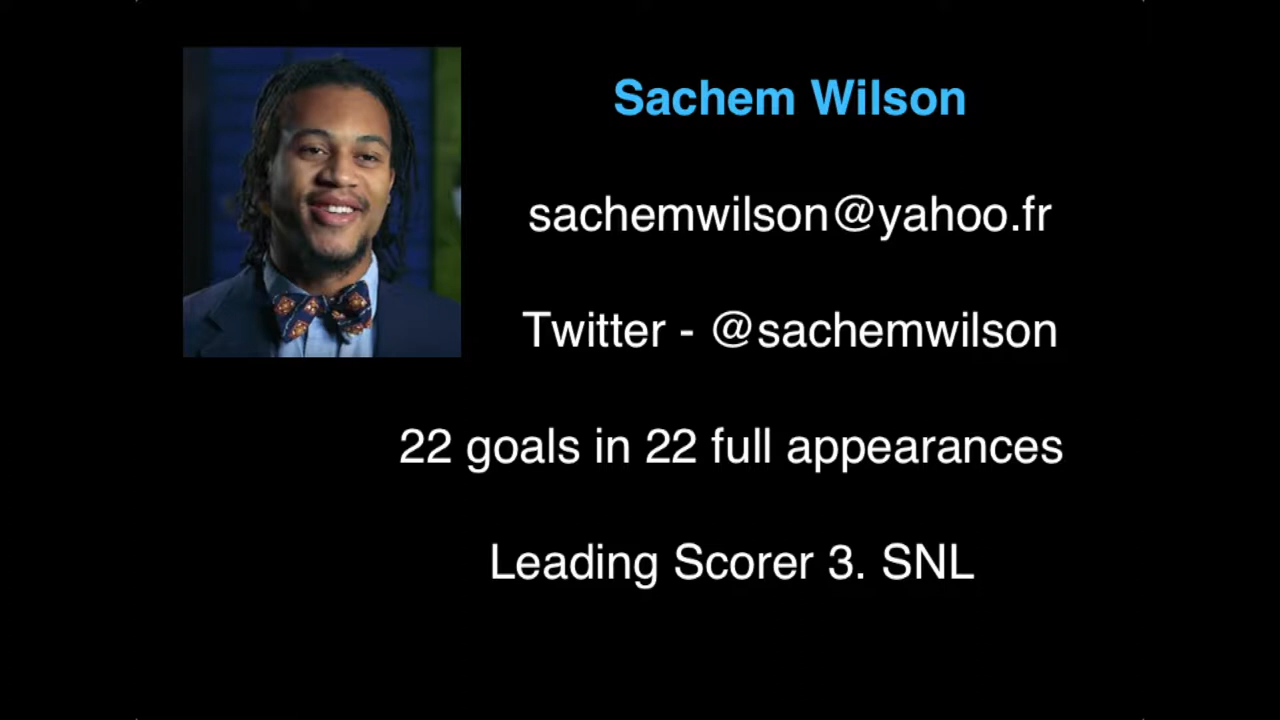 Sachem Wilson
sachemwilson@yahoo.fr
Twitter - @sachemwilson
22 goals in 22 full appearances
Leading Scorer 3. SNL